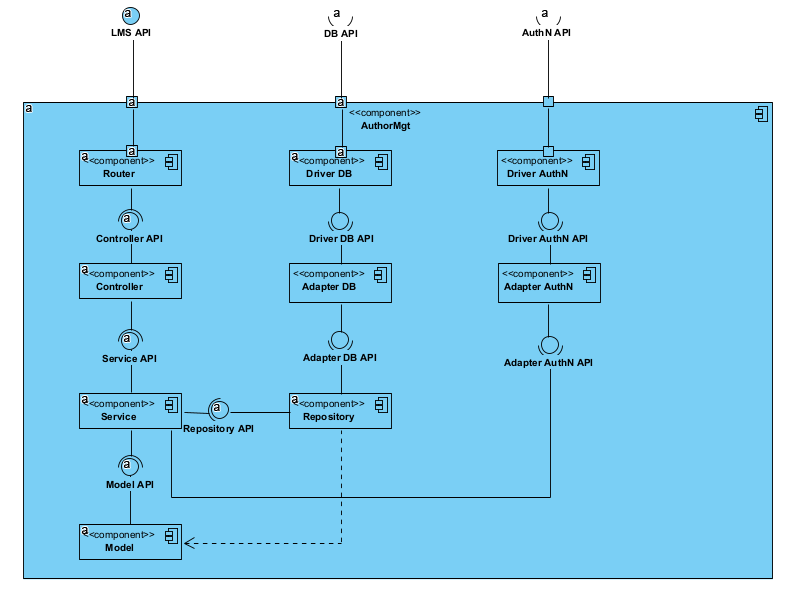 a a a
LMS API DB API AuthN API
a a a
<<component>>
AuthorMgt
a a
a <<component>> a <<component>> <<component>>
Router Driver DB Driver AuthN
a
Controller API Driver DB API Driver AuthN API
a <<component>> <<component>> <<component>>
Controller Adapter DB Adapter AuthN
a
Service API Adapter DB API Adapter AuthN API
a <<component>> a a <<component>>
Service Repository
Repository API
a
Model API
a <<component>>
Model